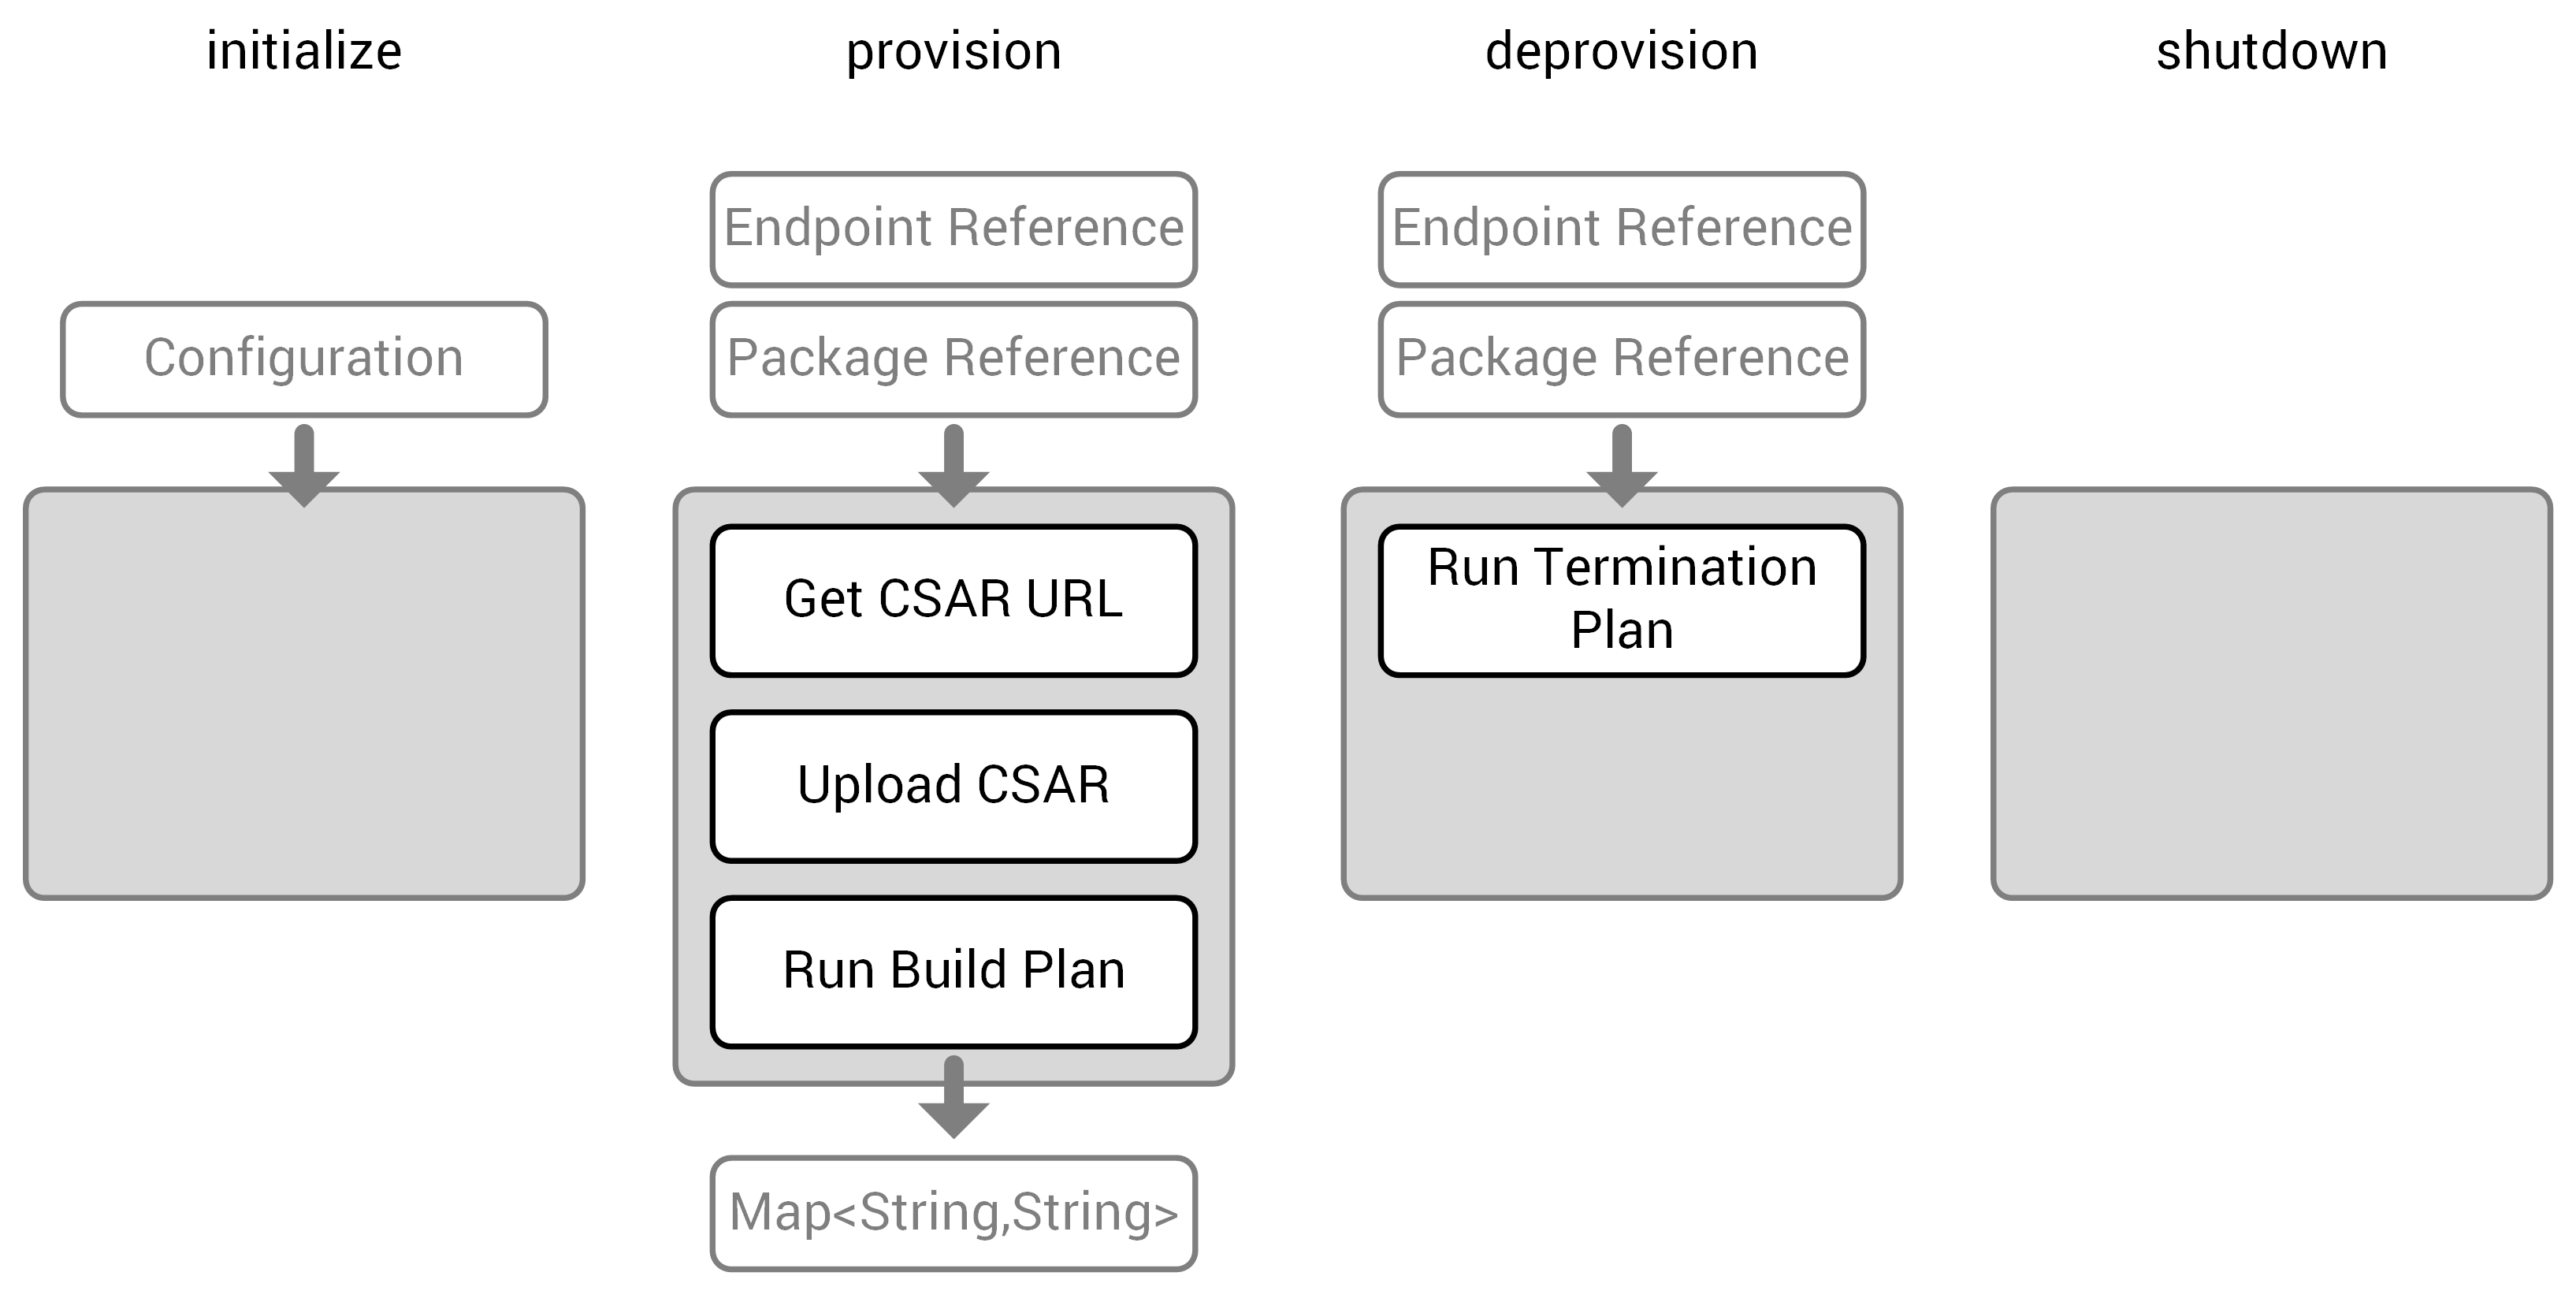 initialize
provision
deprovision
shutdown
Endpoint Reference
Endpoint Reference
Configuration
Package Reference
Package Reference
Get CSAR URL
Run Termination
Plan
Upload CSAR
Run Build Plan
Map<String,String>